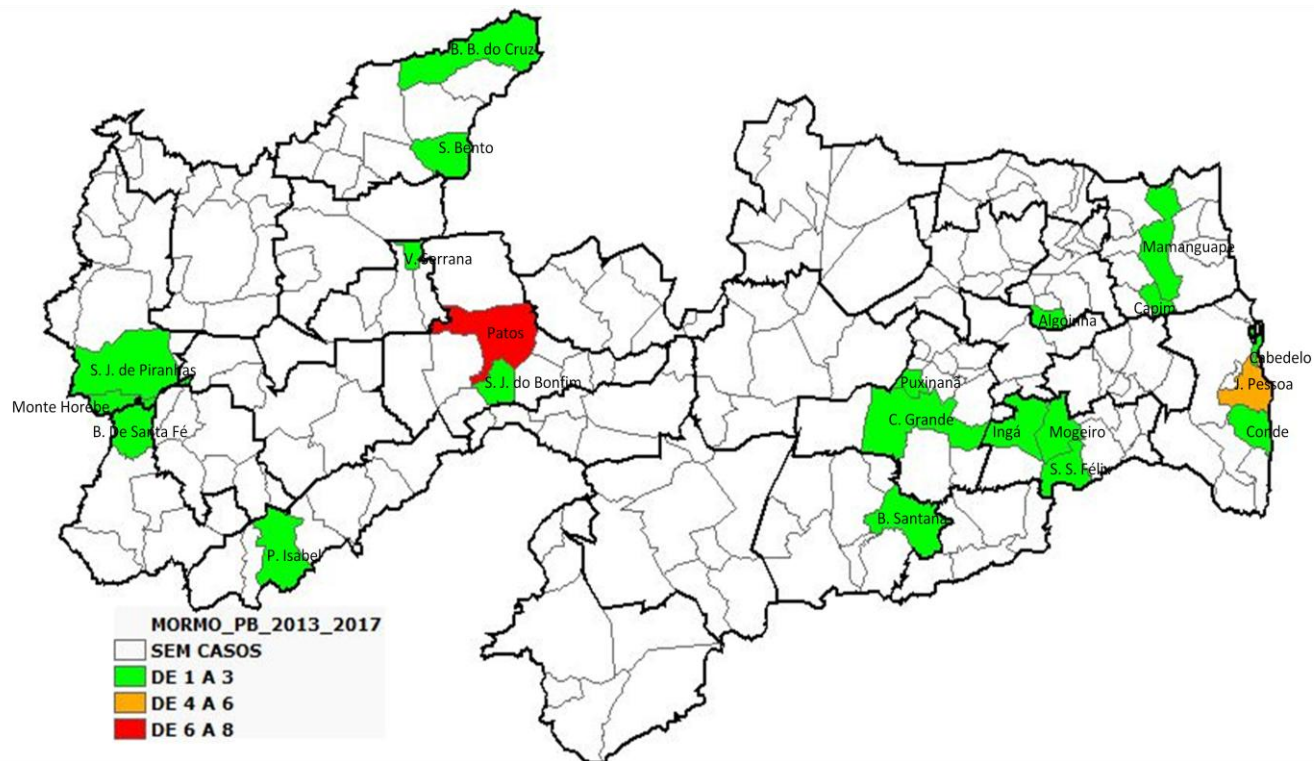 B. B. do Cruz
S. Bento
V. Serrana
Mamanguape
Capim
Algoinha
Patos
Cabedelo
S. J. de Piranhas
S. J. do Bonfim
Puxinanã
J. Pessoa
Monte Horebe
C. Grande
B. De Santa Fé
Ingá
Mogeiro
Conde
S. S. Félix
B. Santana
P. Isabel
MORMO_PB_2013_2017
SEM CASOS
DE 1 A 3
DE 4 A 6
DE 6 A 8